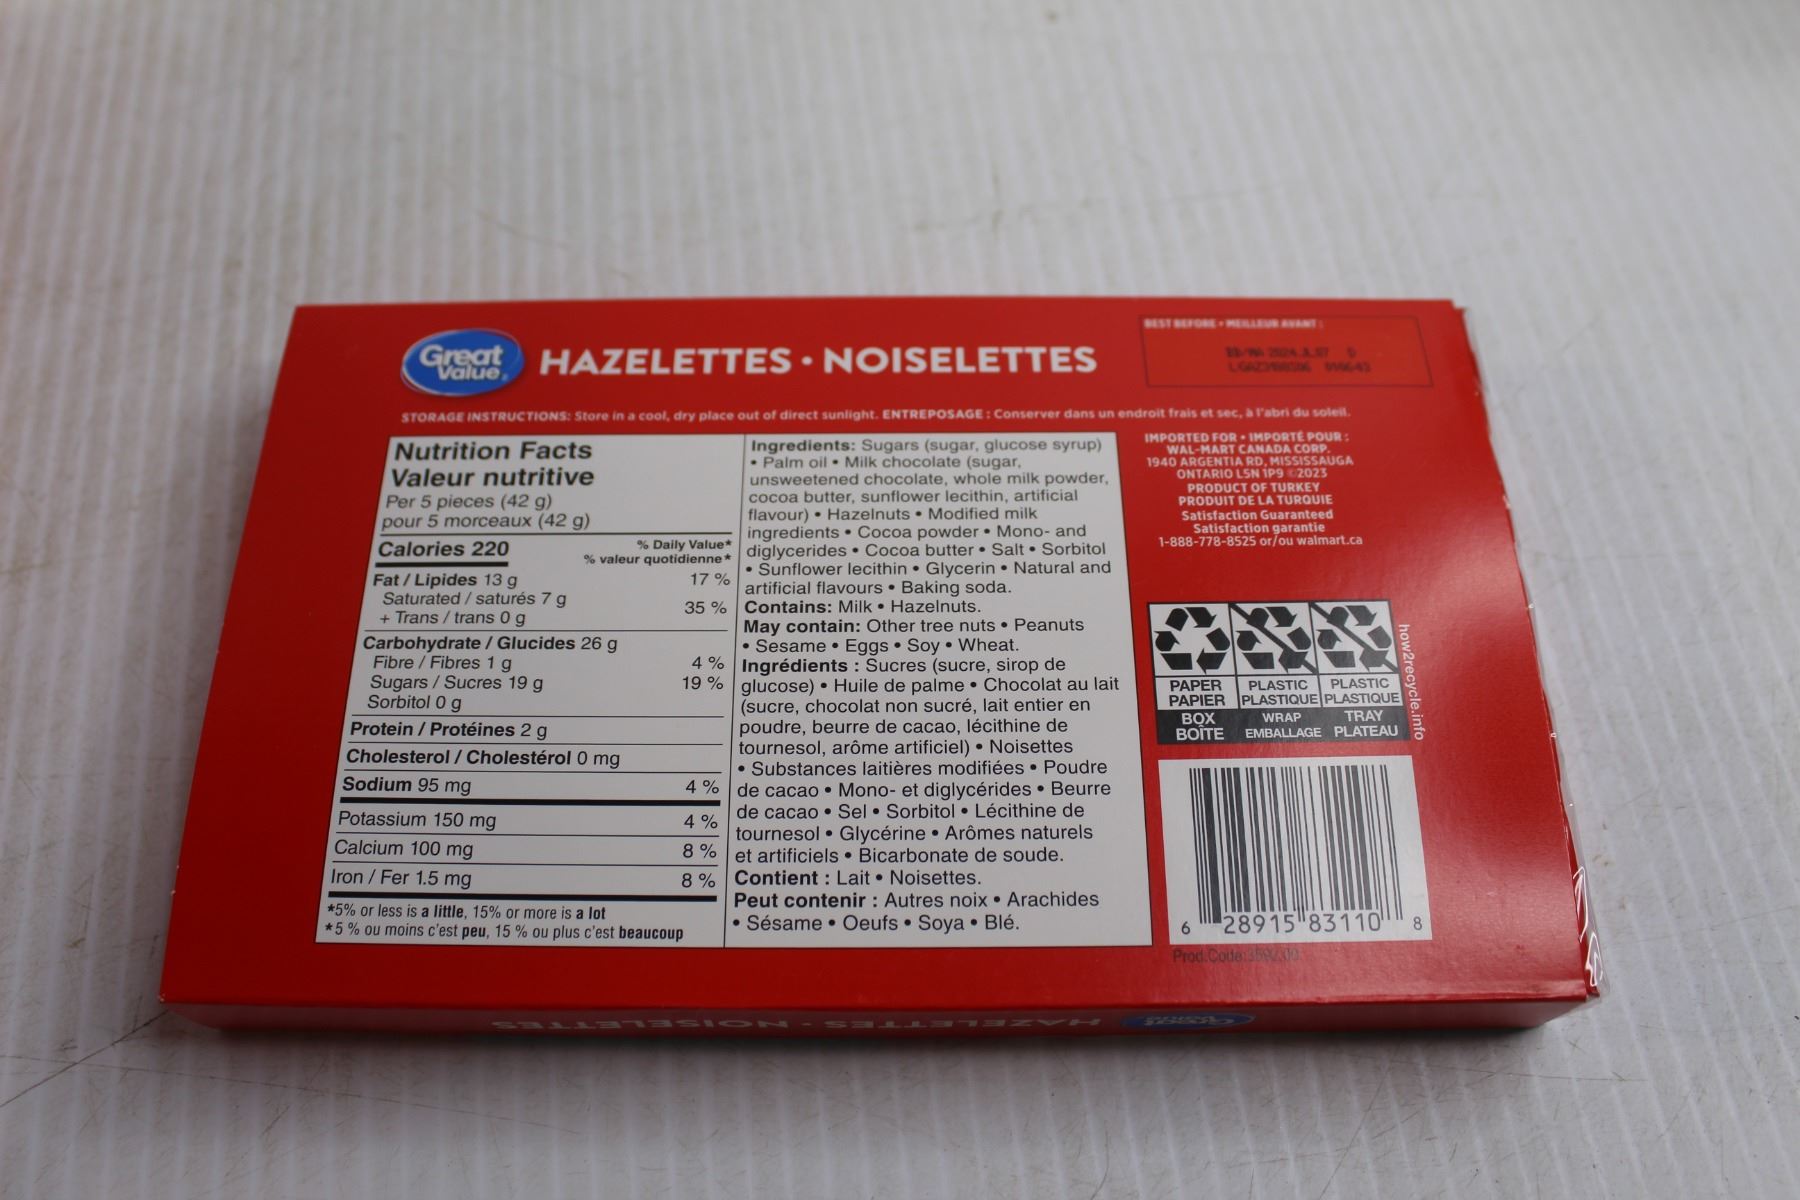 Great Value
HAZELETTES • NOISELETTES
BEST BEFORE • MEILLEUR AVANT :
2024 JL 07 D
STORAGE INSTRUCTIONS: Store in a cool, dry place out of direct sunlight. ENTREPOSAGE : Conserver dans un endroit frais et sec, à l'abri du soleil.
Nutrition Facts
Valeur nutritive
Per 5 pieces (42 g)
pour 5 morceaux (42 g)
Calories 220
% Daily Value*
% valeur quotidienne*
Fat / Lipides 13 g 17 %
Saturated / saturés 7 g
+ Trans / trans 0 g 35 %
Carbohydrate / Glucides 26 g
Fibre / Fibres 1 g 4 %
Sugars / Sucres 19 g 19 %
Sorbitol 0 g
Protein / Protéines 2 g
Cholesterol / Cholestérol 0 mg
Sodium 95 mg 4 %
Potassium 150 mg 4 %
Calcium 100 mg 8 %
Iron / Fer 1.5 mg 8 %
*5% or less is a little, 15% or more is a lot
*5 % ou moins c'est peu, 15 % ou plus c'est beaucoup
Ingredients: Sugars (sugar, glucose syrup)
• Palm oil • Milk chocolate (sugar,
unsweetened chocolate, whole milk powder,
cocoa butter, sunflower lecithin, artificial
flavour) • Hazelnuts • Modified milk
ingredients • Cocoa powder • Mono- and
diglycerides • Cocoa butter • Salt • Sorbitol
• Sunflower lecithin • Glycerin • Natural and
artificial flavours • Baking soda.
Contains: Milk • Hazelnuts.
May contain: Other tree nuts • Peanuts
• Sesame • Eggs • Soy • Wheat.
Ingrédients : Sucres (sucre, sirop de
glucose) • Huile de palme • Chocolat au lait
(sucre, chocolat non sucré, lait entier en
poudre, beurre de cacao, lécithine de
tournesol, arôme artificiel) • Noisettes
• Substances laitières modifiées • Poudre
de cacao • Mono- et diglycérides • Beurre
de cacao • Sel • Sorbitol • Lécithine de
tournesol • Glycérine • Arômes naturels
et artificiels • Bicarbonate de soude.
Contient : Lait • Noisettes.
Peut contenir : Autres noix • Arachides
• Sésame • Oeufs • Soya • Blé.
IMPORTED FOR • IMPORTÉ POUR :
WAL-MART CANADA CORP.
1940 ARGENTIA RD, MISSISSAUGA
ONTARIO L5N 1P9 ©2023
PRODUCT OF TURKEY
PRODUIT DE LA TURQUIE
Satisfaction Guaranteed
Satisfaction garantie
1-888-778-8525 or/ou walmart.ca
PAPER PLASTIC PLASTIC
PAPIER PLASTIQUE PLASTIQUE
BOX WRAP TRAY
BOÎTE EMBALLAGE PLATEAU
how2recycle.info
6 28915 83110 8
Prod.Code:3592.00
HAZELETTES • NOISELETTES
Great Value